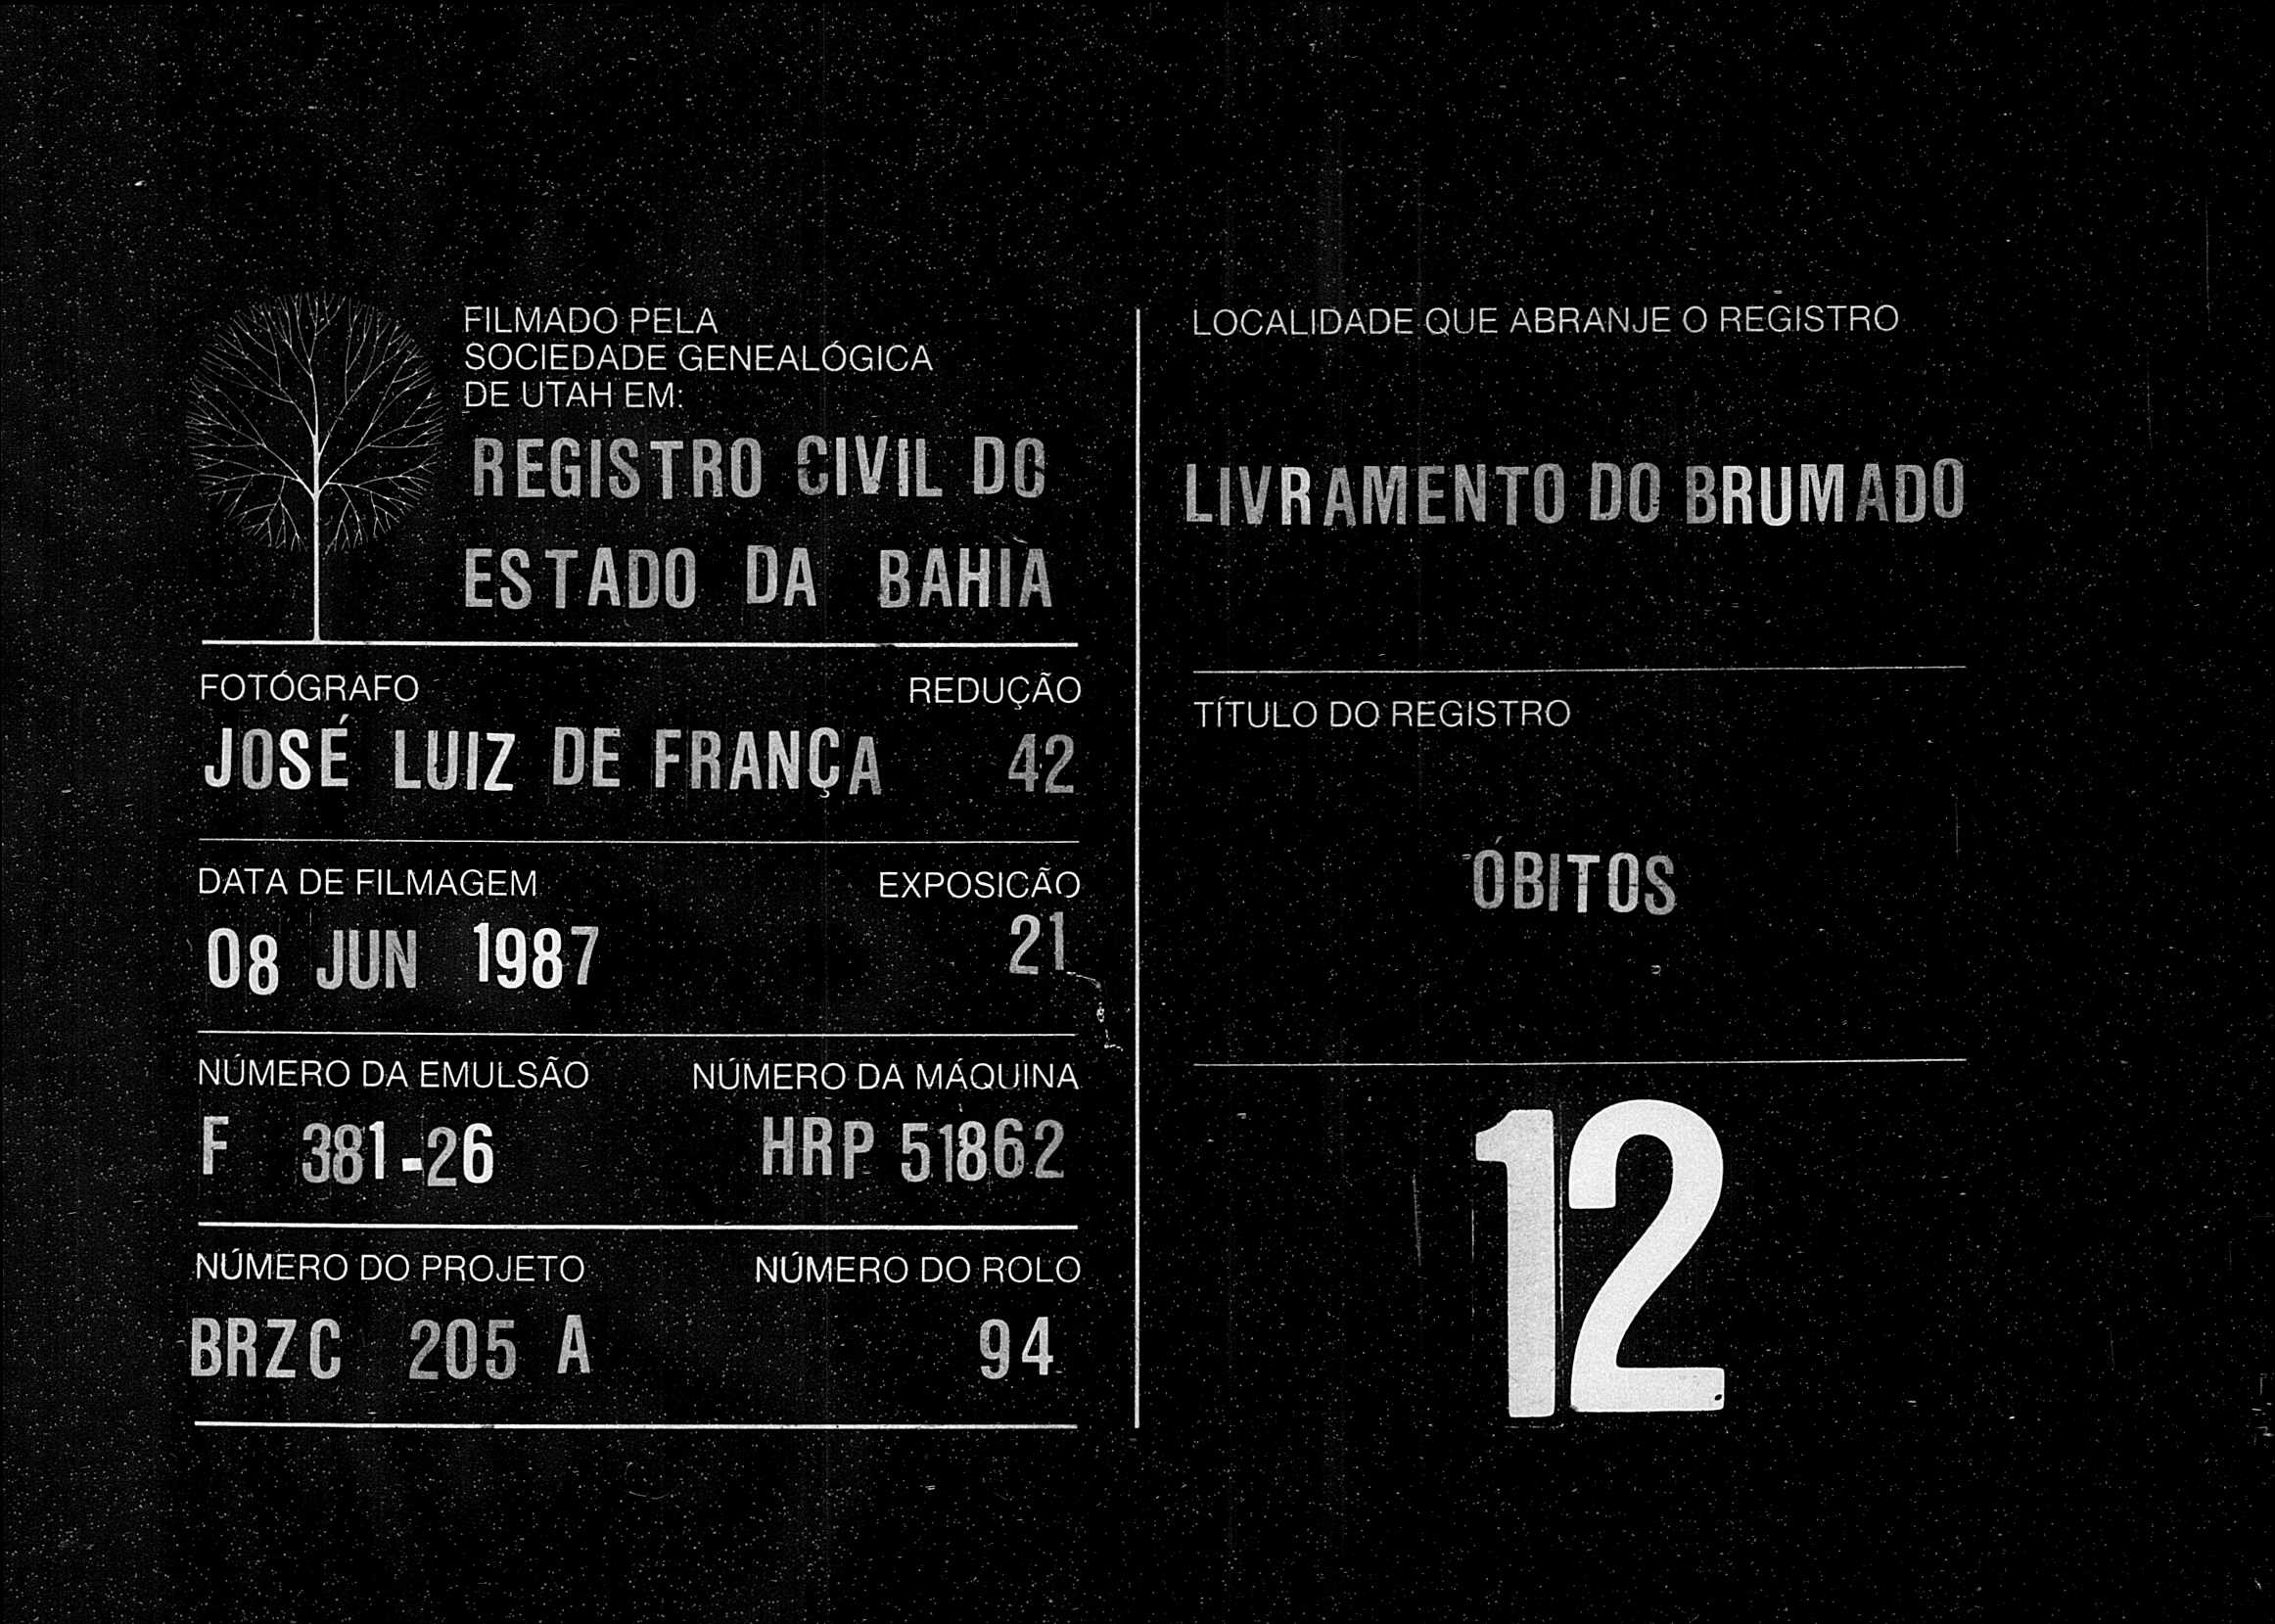 FILMADO PELA
SOCIEDADE GENEALÓGICA
DE UTAH EM:
REGISTRO CIVIL DO
ESTADO DA BAHIA
FOTÓGRAFO REDUÇÃO
JOSÉ LUIZ DE FRANÇA 42
DATA DE FILMAGEM EXPOSIÇÃO
08 JUN 1987 21
NÚMERO DA EMULSÃO NÚMERO DA MÁQUINA
F 381-26 HRP 51862
NÚMERO DO PROJETO NÚMERO DO ROLO
BRZC 205 A 94
LOCALIDADE QUE ABRANJE O REGISTRO
LIVRAMENTO DO BRUMADO
TÍTULO DO REGISTRO
ÓBITOS
12